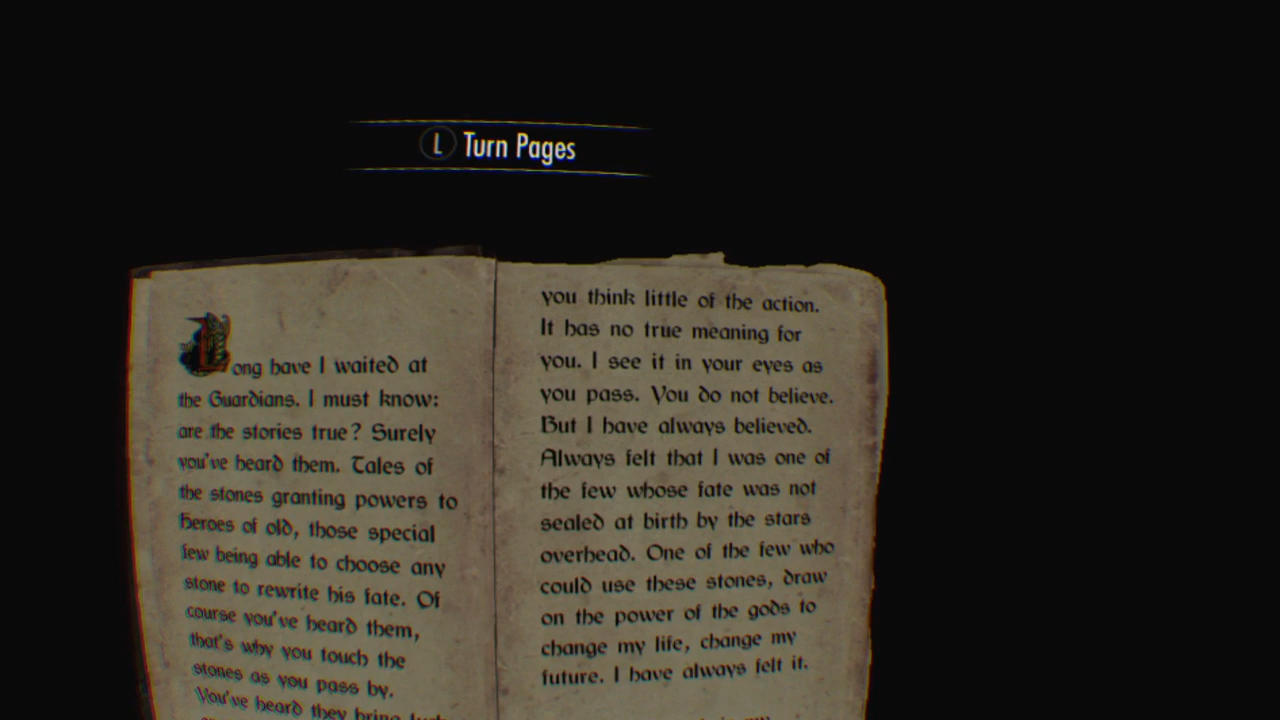 L Turn Pages
Long have I waited at
the Guardians. I must know:
are the stories true? Surely
you've heard them. Tales of
the stones granting powers to
heroes of old, those special
few being able to choose any
stone to rewrite his fate. Of
course you've heard them,
that's why you touch the
stones as you pass by.
You've heard they bring luck
you think little of the action.
It has no true meaning for
you. I see it in your eyes as
you pass. You do not believe.
But I have always believed.
Always felt that I was one of
the few whose fate was not
sealed at birth by the stars
overhead. One of the few who
could use these stones, draw
on the power of the gods to
change my life, change my
future. I have always felt it.